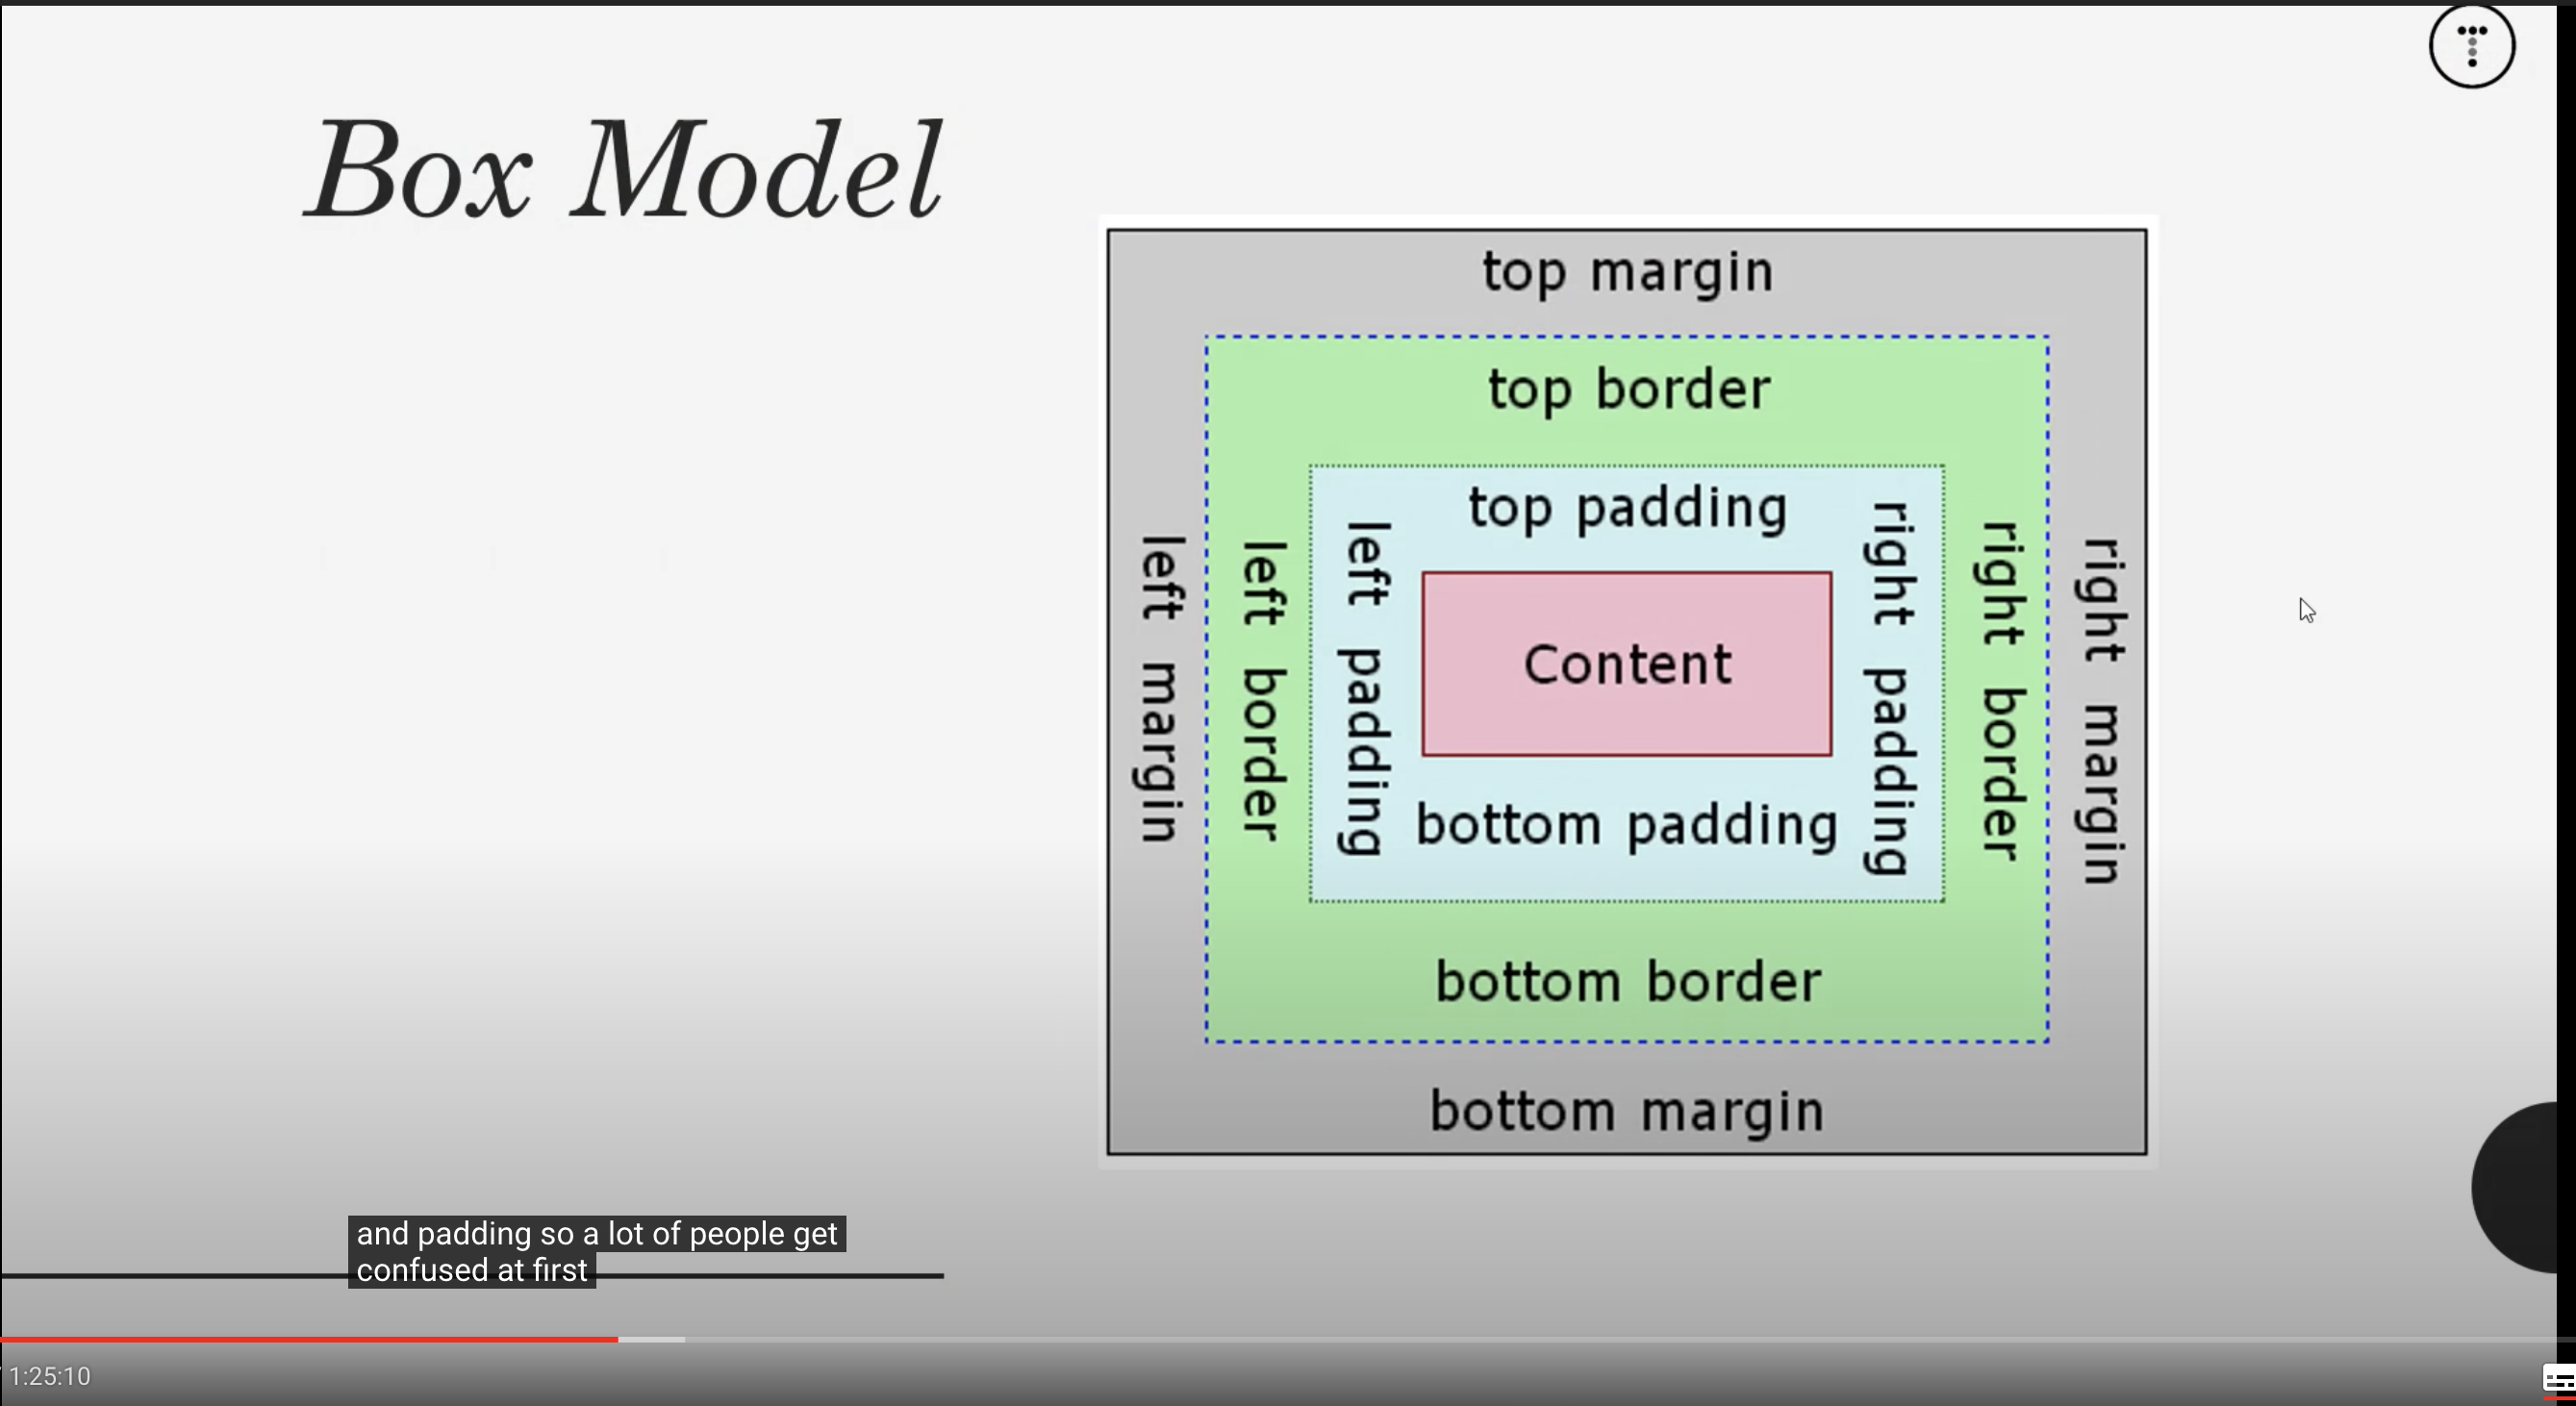 Box Model
top margin
top border
top padding
left margin
left border
left padding
Content
right padding
right border
right margin
bottom padding
bottom border
bottom margin
and padding so a lot of people get
confused at first
1:25:10